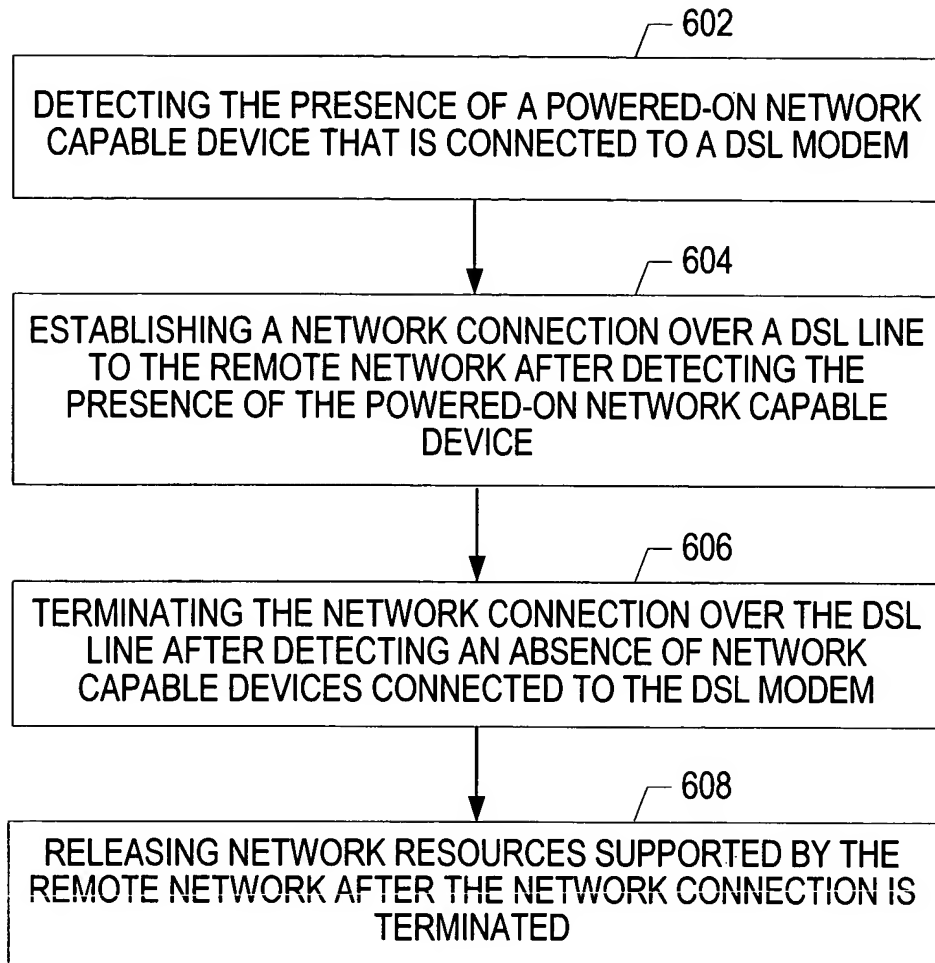 602
DETECTING THE PRESENCE OF A POWERED-ON NETWORK
CAPABLE DEVICE THAT IS CONNECTED TO A DSL MODEM
604
ESTABLISHING A NETWORK CONNECTION OVER A DSL LINE
TO THE REMOTE NETWORK AFTER DETECTING THE
PRESENCE OF THE POWERED-ON NETWORK CAPABLE
DEVICE
606
TERMINATING THE NETWORK CONNECTION OVER THE DSL
LINE AFTER DETECTING AN ABSENCE OF NETWORK
CAPABLE DEVICES CONNECTED TO THE DSL MODEM
608
RELEASING NETWORK RESOURCES SUPPORTED BY THE
REMOTE NETWORK AFTER THE NETWORK CONNECTION IS
TERMINATED